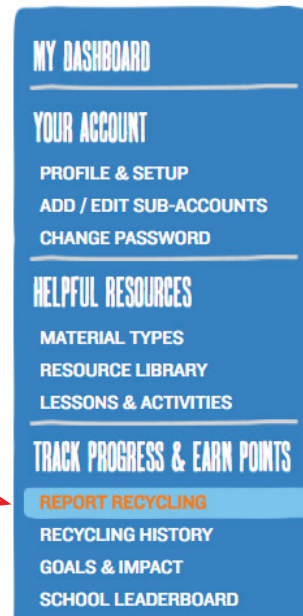 MY DASHBOARD
YOUR ACCOUNT
PROFILE & SETUP
ADD / EDIT SUB-ACCOUNTS
CHANGE PASSWORD
HELPFUL RESOURCES
MATERIAL TYPES
RESOURCE LIBRARY
LESSONS & ACTIVITIES
TRACK PROGRESS & EARN POINTS
REPORT RECYCLING
RECYCLING HISTORY
GOALS & IMPACT
SCHOOL LEADERBOARD